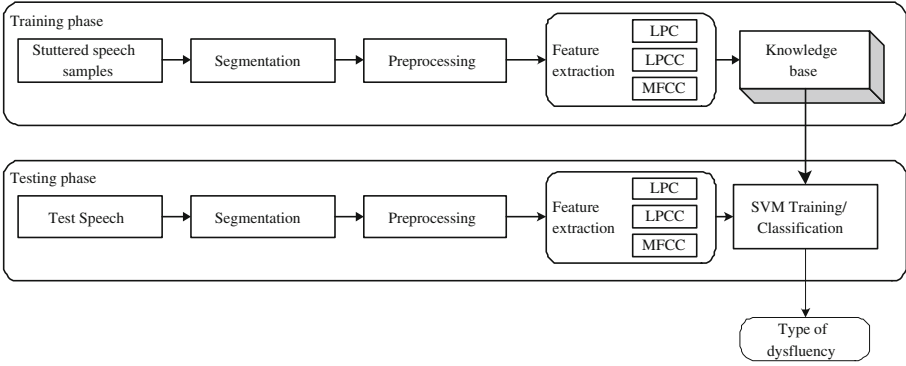 Training phase
Stuttered speech
samples
Segmentation
Preprocessing
Feature
extraction
LPC
LPCC
MFCC
Knowledge
base
Testing phase
Test Speech
Segmentation
Preprocessing
Feature
extraction
LPC
LPCC
MFCC
SVM Training/
Classification
Type of
dysfluency